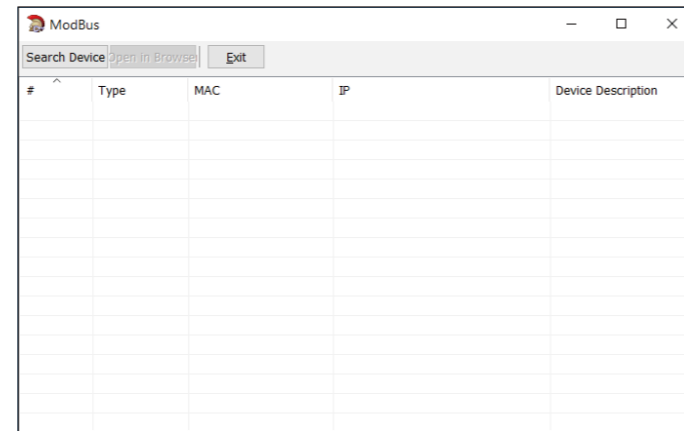 ModBus
Search Device Open in Browser Exit
# Type MAC IP Device Description